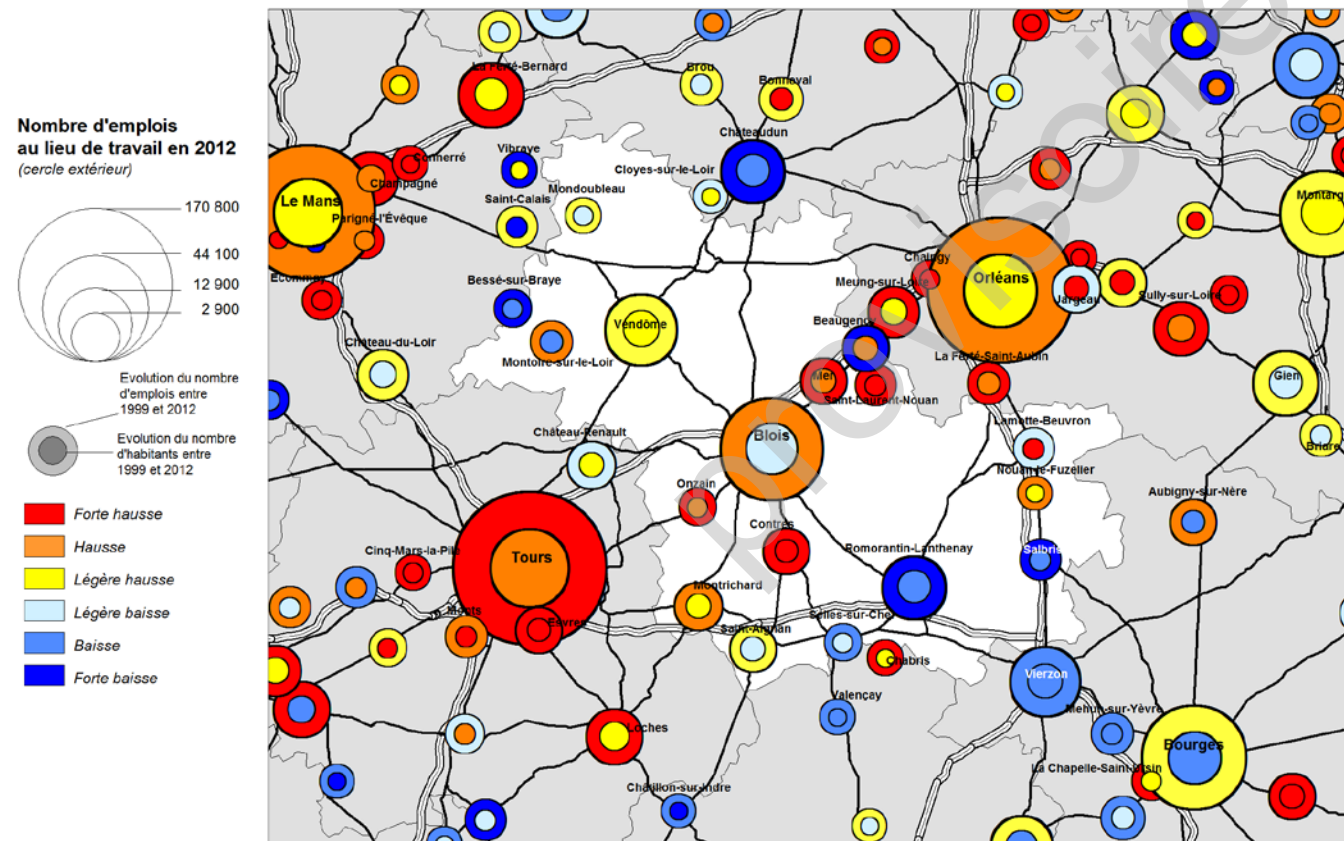 Nombre d'emplois
au lieu de travail en 2012
(cercle extérieur)
170 800
44 100
12 900
2 900
Evolution du nombre
d'emplois entre
1999 et 2012
Evolution du nombre
d'habitants entre
1999 et 2012
Forte hausse
Hausse
Légère hausse
Légère baisse
Baisse
Forte baisse
provisoire
La Ferté-Bernard
Brou
Bonneval
Châteaudun
Connerré
Champagné
Vibraye
Cloyes-sur-le-Loir
Mondoubleau
Saint-Calais
Le Mans
Parigné-l'Évêque
Montarg
Ecommoy
Bessé-sur-Braye
Chaingy
Meung-sur-Loire
Orléans
Jargeau
Sully-sur-Loire
Vendôme
Beaugency
Château-du-Loir
Montoire-sur-le-Loir
La Ferté-Saint-Aubin
Mer
Saint-Laurent-Nouan
Gien
Lamotte-Beuvron
Château-Renault
Blois
Briare
Nouan-le-Fuzelier
Onzain
Aubigny-sur-Nère
Contres
Cinq-Mars-la-Pile
Tours
Romorantin-Lanthenay
Salbris
Montrichard
Monts
Esvres
Selles-sur-Cher
Saint-Aignan
Chabris
Vierzon
Valençay
Mehun-sur-Yèvre
Loches
Bourges
La Chapelle-Saint-Ursin
Châtillon-sur-Indre